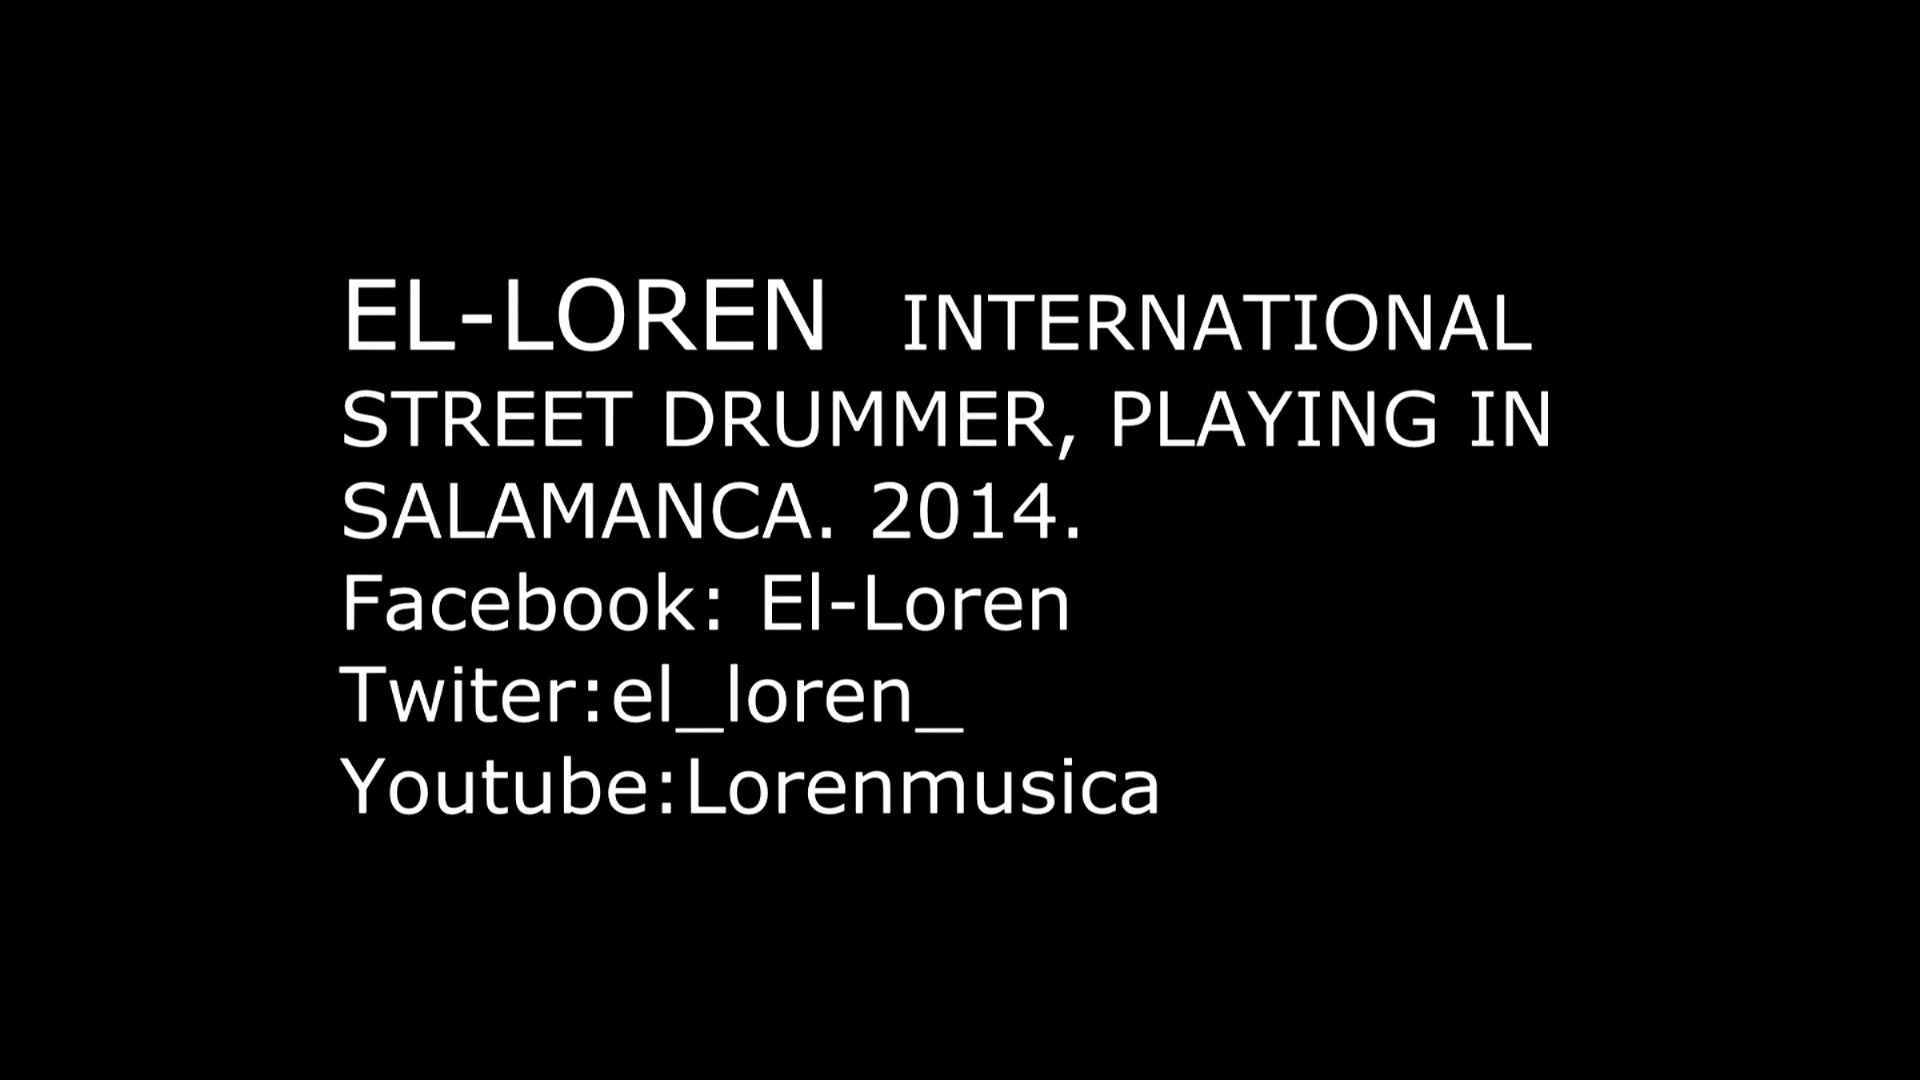 EL-LOREN INTERNATIONAL
STREET DRUMMER, PLAYING IN
SALAMANCA. 2014.
Facebook: El-Loren
Twiter:el_loren_
Youtube:Lorenmusica